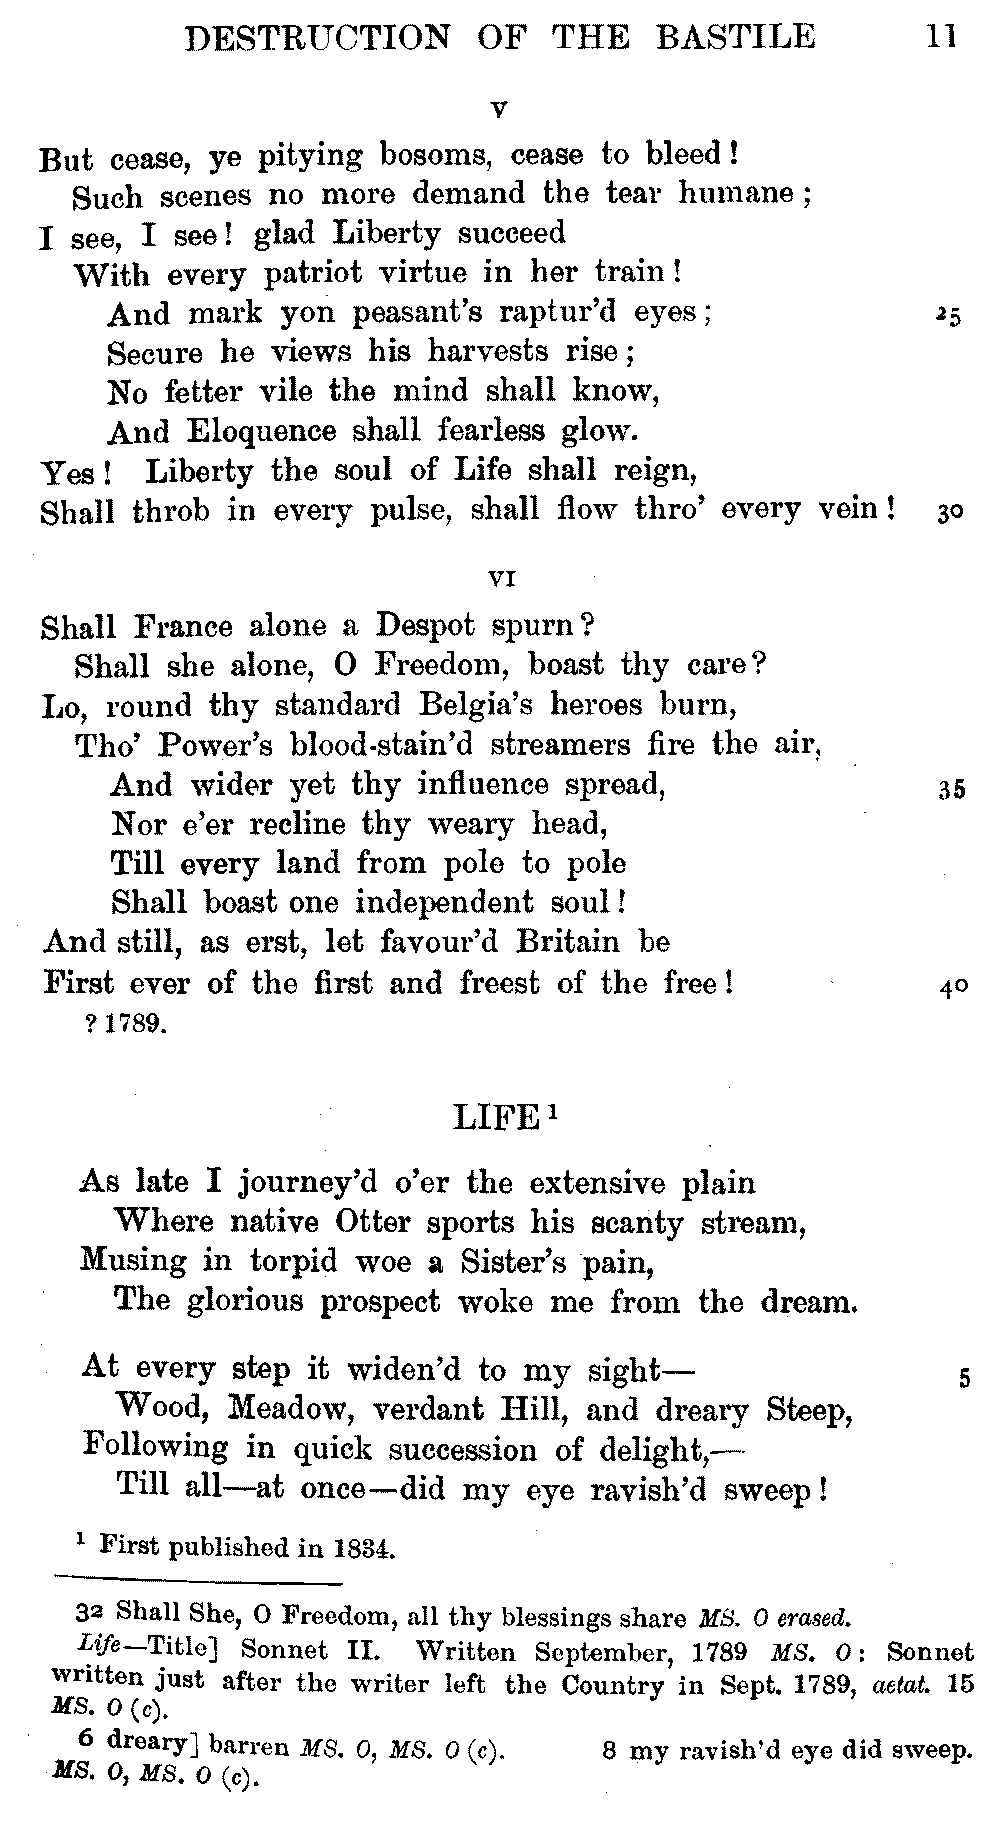 DESTRUCTION OF THE BASTILE 11
V
But cease, ye pitying bosoms, cease to bleed!
Such scenes no more demand the tear humane;
I see, I see! glad Liberty succeed
With every patriot virtue in her train!
And mark yon peasant's raptur'd eyes; 25
Secure he views his harvests rise;
No fetter vile the mind shall know,
And Eloquence shall fearless glow.
Yes! Liberty the soul of Life shall reign,
Shall throb in every pulse, shall flow thro' every vein! 30
VI
Shall France alone a Despot spurn?
Shall she alone, O Freedom, boast thy care?
Lo, round thy standard Belgia's heroes burn,
Tho' Power's blood-stain'd streamers fire the air,
And wider yet thy influence spread, 35
Nor e'er recline thy weary head,
Till every land from pole to pole
Shall boast one independent soul!
And still, as erst, let favour'd Britain be
First ever of the first and freest of the free! 40
? 1789.
LIFE 1
As late I journey'd o'er the extensive plain
Where native Otter sports his scanty stream,
Musing in torpid woe a Sister's pain,
The glorious prospect woke me from the dream.
At every step it widen'd to my sight— 5
Wood, Meadow, verdant Hill, and dreary Steep,
Following in quick succession of delight,—
Till all—at once—did my eye ravish'd sweep!
1 First published in 1834.
32 Shall She, O Freedom, all thy blessings share MS. O erased.
Life—Title] Sonnet II. Written September, 1789 MS. O: Sonnet
written just after the writer left the Country in Sept. 1789, aetat. 15
MS. O (c).
6 dreary] barren MS. O, MS. O (c). 8 my ravish'd eye did sweep.
MS. O, MS. O (c).